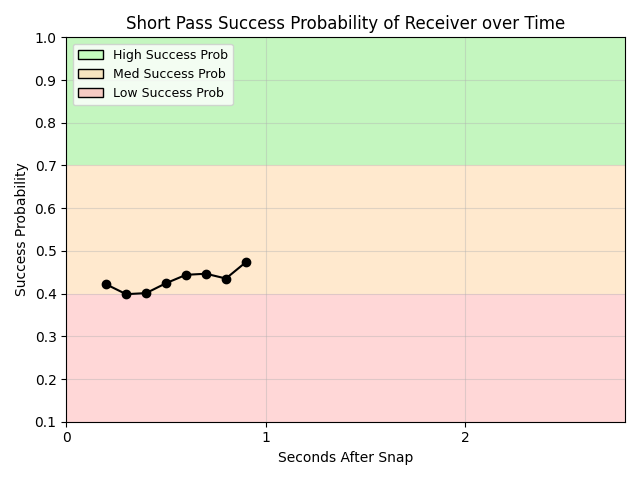 Short Pass Success Probability of Receiver over Time
High Success Prob
Med Success Prob
Low Success Prob
Success Probability
1.0
0.9
0.8
0.7
0.6
0.5
0.4
0.3
0.2
0.1
0 1 2
Seconds After Snap